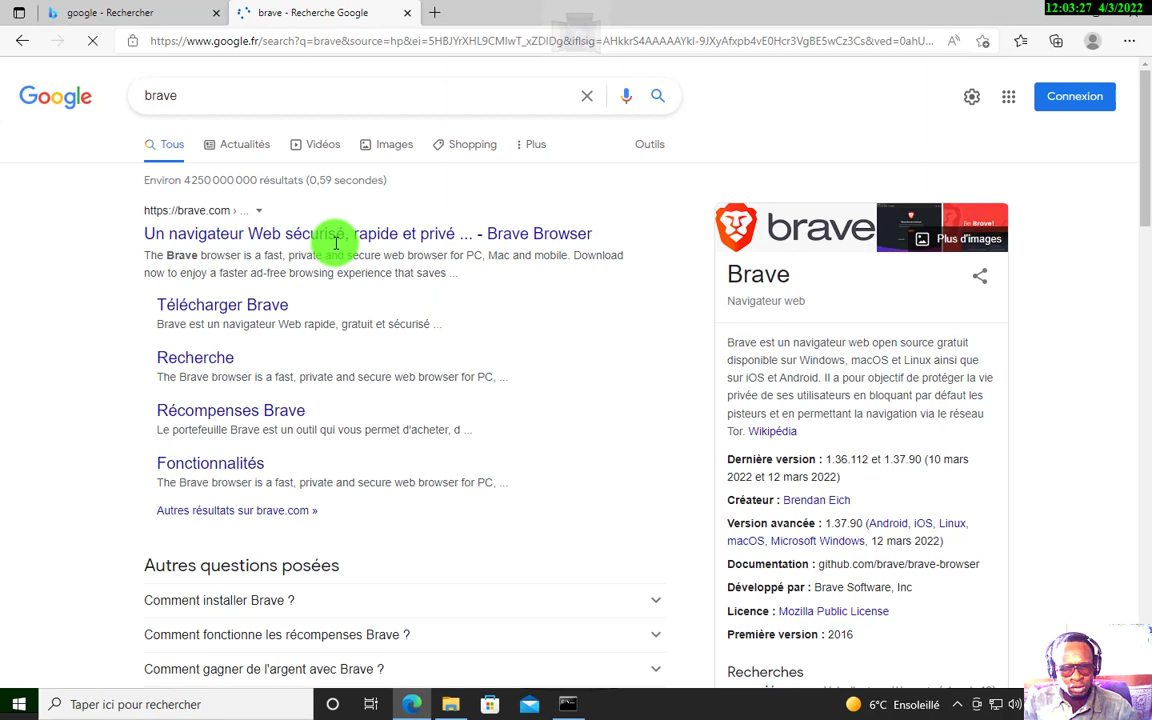 google - Rechercher
brave - Recherche Google
12:03:27 4/3/2022
https://www.google.fr/search?q=brave&source=hp&ei=5HBJYrXHL9CMlwT_xZDIDg&iflsig=AHkkrS4AAAAAYkl-9JXyAfxpb4vE0Hcr3VgBE5wCz3Cs&ved=0ahU...
Google
brave
Connexion
Tous
Actualités
Vidéos
Images
Shopping
Plus
Outils
Environ 4 250 000 000 résultats (0,59 secondes)
https://brave.com › ...
Un navigateur Web sécurisé, rapide et privé ... - Brave Browser
The Brave browser is a fast, private and secure web browser for PC, Mac and mobile. Download
now to enjoy a faster ad-free browsing experience that saves ...
Télécharger Brave
Brave est un navigateur Web rapide, gratuit et sécurisé ...
Recherche
The Brave browser is a fast, private and secure web browser for PC, ...
Récompenses Brave
Le portefeuille Brave est un outil qui vous permet d'acheter, d ...
Fonctionnalités
The Brave browser is a fast, private and secure web browser for PC, ...
Autres résultats sur brave.com »
Autres questions posées
Comment installer Brave ?
Comment fonctionne les récompenses Brave ?
Comment gagner de l'argent avec Brave ?
brave
Plus d'images
Brave
Navigateur web
Brave est un navigateur web open source gratuit
disponible sur Windows, macOS et Linux ainsi que
sur iOS et Android. Il a pour objectif de protéger la vie
privée de ses utilisateurs en bloquant par défaut les
pisteurs et en permettant la navigation via le réseau
Tor. Wikipédia
Dernière version : 1.36.112 et 1.37.90 (10 mars
2022 et 12 mars 2022)
Créateur : Brendan Eich
Version avancée : 1.37.90 (Android, iOS, Linux,
macOS, Microsoft Windows, 12 mars 2022)
Documentation : github.com/brave/brave-browser
Développé par : Brave Software, Inc
Licence : Mozilla Public License
Première version : 2016
Recherches
Taper ici pour rechercher
6°C Ensoleillé